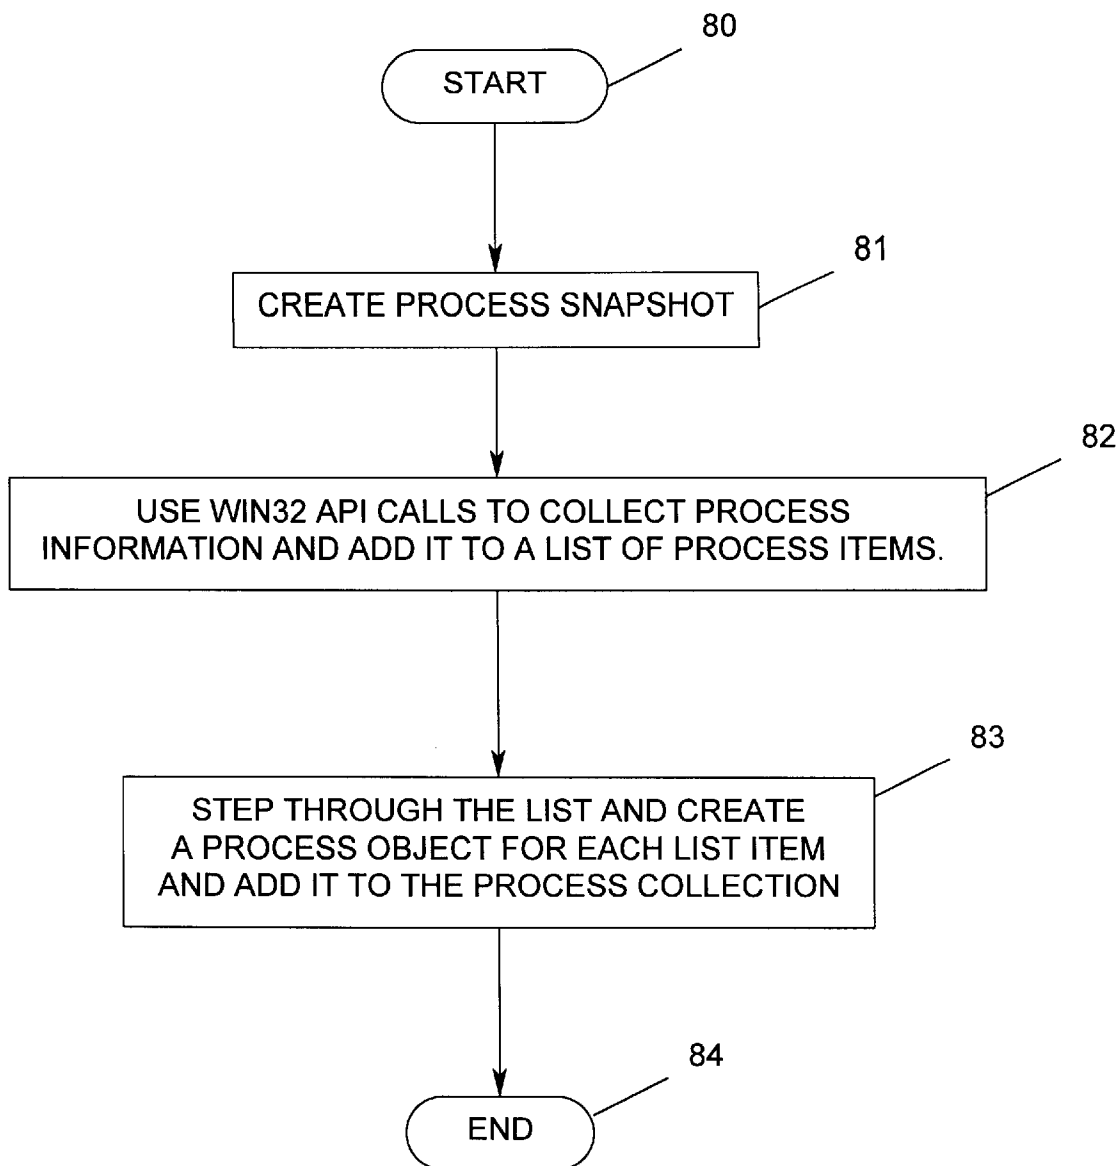 80
START
81
CREATE PROCESS SNAPSHOT
82
USE WIN32 API CALLS TO COLLECT PROCESS
INFORMATION AND ADD IT TO A LIST OF PROCESS ITEMS.
83
STEP THROUGH THE LIST AND CREATE
A PROCESS OBJECT FOR EACH LIST ITEM
AND ADD IT TO THE PROCESS COLLECTION
84
END